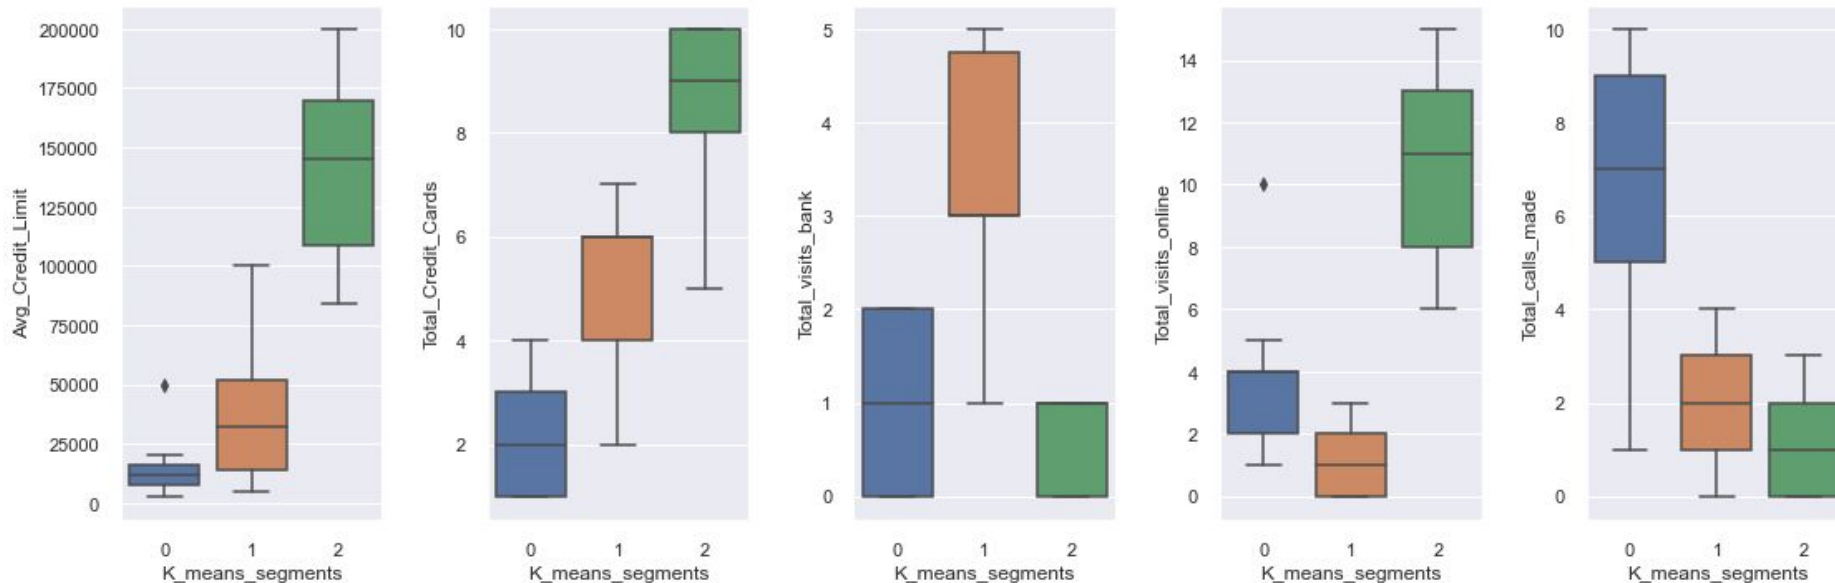 Avg_Credit_Limit
200000
175000
150000
125000
100000
75000
50000
25000
0
0 1 2
K_means_segments
Total_Credit_Cards
10
8
6
4
2
0 1 2
K_means_segments
Total_visits_bank
5
4
3
2
1
0
0 1 2
K_means_segments
Total_visits_online
14
12
10
8
6
4
2
0
0 1 2
K_means_segments
Total_calls_made
10
8
6
4
2
0
0 1 2
K_means_segments